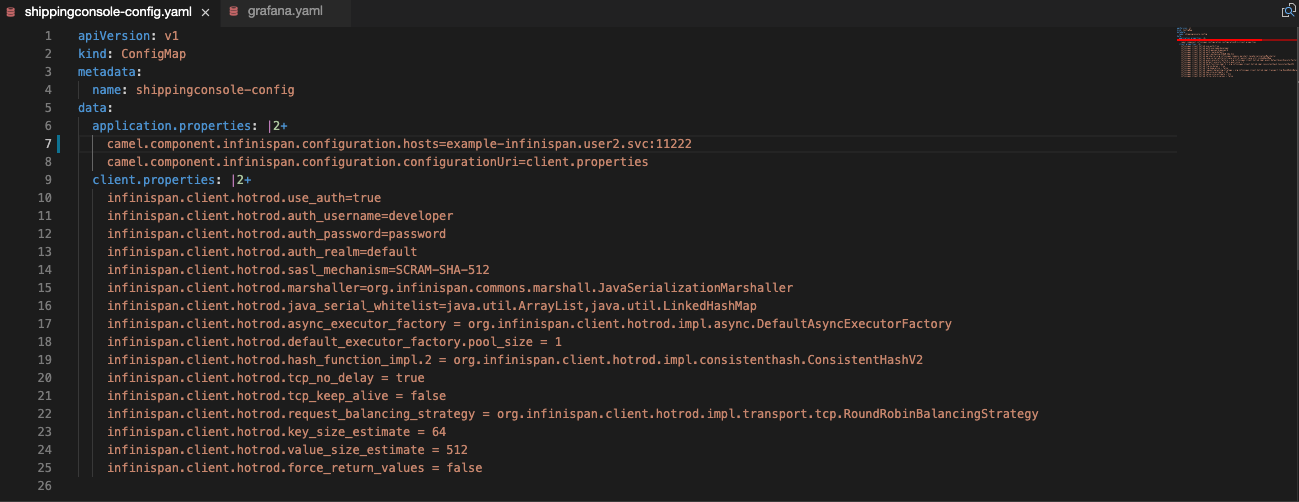 shippingconsole-config.yaml × grafana.yaml
1 apiVersion: v1
2 kind: ConfigMap
3 metadata:
4 name: shippingconsole-config
5 data:
6 application.properties: |2+
7 camel.component.infinispan.configuration.hosts=example-infinispan.user2.svc:11222
8 camel.component.infinispan.configuration.configurationUri=client.properties
9 client.properties: |2+
10 infinispan.client.hotrod.use_auth=true
11 infinispan.client.hotrod.auth_username=developer
12 infinispan.client.hotrod.auth_password=password
13 infinispan.client.hotrod.auth_realm=default
14 infinispan.client.hotrod.sasl_mechanism=SCRAM-SHA-512
15 infinispan.client.hotrod.marshaller=org.infinispan.commons.marshall.JavaSerializationMarshaller
16 infinispan.client.hotrod.java_serial_whitelist=java.util.ArrayList,java.util.LinkedHashMap
17 infinispan.client.hotrod.async_executor_factory = org.infinispan.client.hotrod.impl.async.DefaultAsyncExecutorFactory
18 infinispan.client.hotrod.default_executor_factory.pool_size = 1
19 infinispan.client.hotrod.hash_function_impl.2 = org.infinispan.client.hotrod.impl.consistenthash.ConsistentHashV2
20 infinispan.client.hotrod.tcp_no_delay = true
21 infinispan.client.hotrod.tcp_keep_alive = false
22 infinispan.client.hotrod.request_balancing_strategy = org.infinispan.client.hotrod.impl.transport.tcp.RoundRobinBalancingStrategy
23 infinispan.client.hotrod.key_size_estimate = 64
24 infinispan.client.hotrod.value_size_estimate = 512
25 infinispan.client.hotrod.force_return_values = false
26